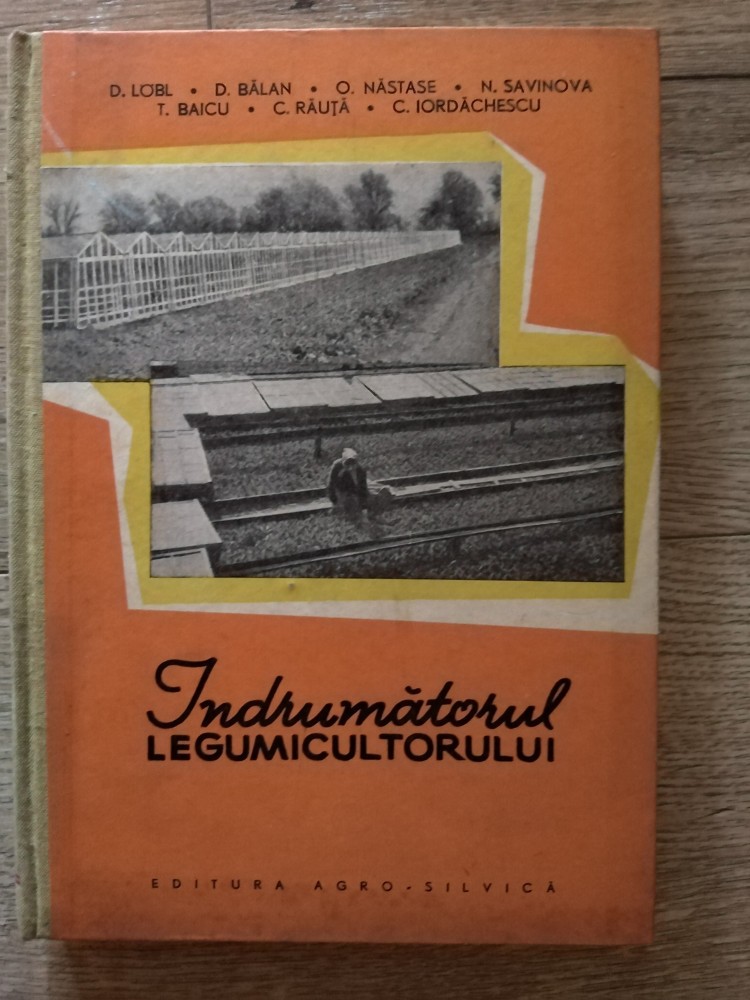 D. LÖBL • D. BĂLAN • O. NĂSTASE • N. SAVINOVA
T. BAICU • C. RĂUȚĂ • C. IORDĂCHESCU
Indrumătorul
LEGUMICULTORULUI
EDITURA AGRO-SILVICĂ